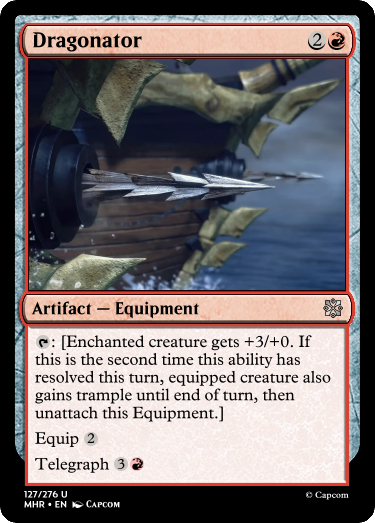 Dragonator 2
Artifact — Equipment
: [Enchanted creature gets +3/+0. If
this is the second time this ability has
resolved this turn, equipped creature also
gains trample until end of turn, then
unattach this Equipment.]
Equip 2
Telegraph 3
127/276 U
MHR • EN Capcom
© Capcom